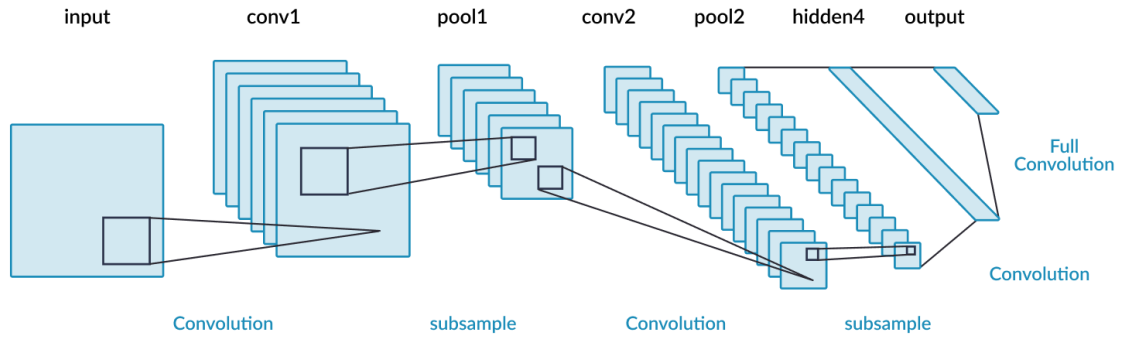 input conv1 pool1 conv2 pool2 hidden4 output
Full
Convolution
Convolution
Convolution subsample Convolution subsample